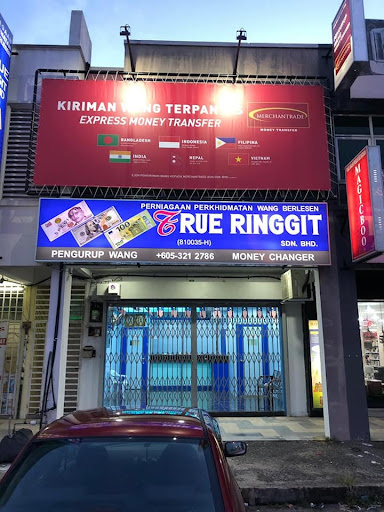 KIRIMAN WANG TERPANTAS
EXPRESS MONEY TRANSFER
MERCHANTRADE
MONEY TRANSFER
BANGLADESH
INDONESIA
FILIPINA
INDIA
NEPAL
VIETNAM
PERNIAGAAN PERKHIDMATAN WANG BERLESEN
TRUE RINGGIT
(810035-H)
SDN. BHD.
PENGURUP WANG
+605-321 2786
MONEY CHANGER
100